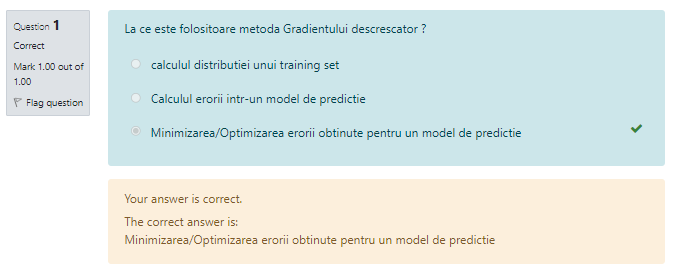 Question 1
Correct
Mark 1.00 out of
1.00
Flag question
La ce este folositoare metoda Gradientului descrescator ?
calculul distributiei unui training set
Calculul erorii intr-un model de predictie
Minimizarea/Optimizarea erorii obtinute pentru un model de predictie
Your answer is correct.
The correct answer is:
Minimizarea/Optimizarea erorii obtinute pentru un model de predictie